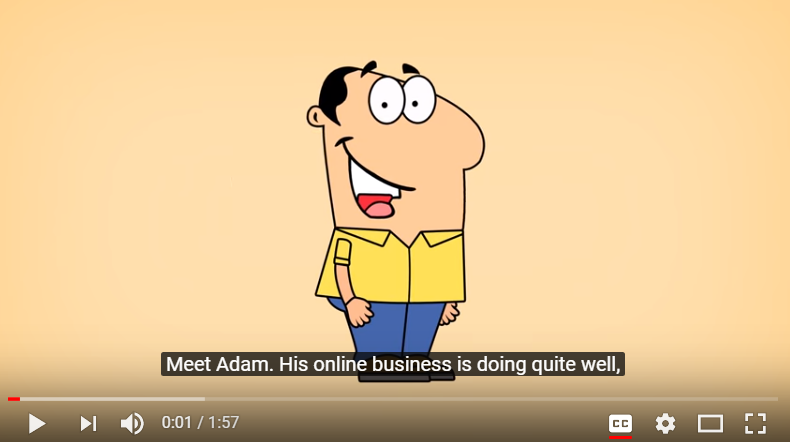 Meet Adam. His online business is doing quite well,
0:01 / 1:57
CC